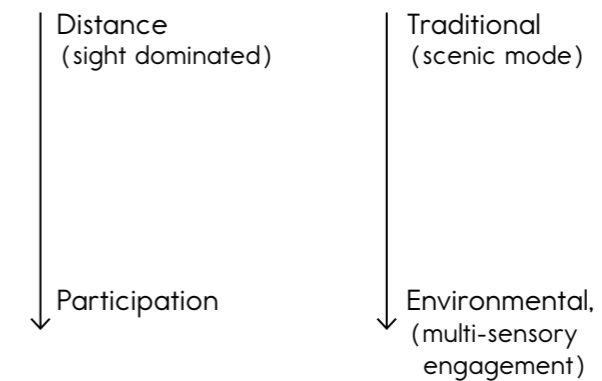 Distance
(sight dominated)
Participation
Traditional
(scenic mode)
Environmental,
(multi-sensory
engagement)